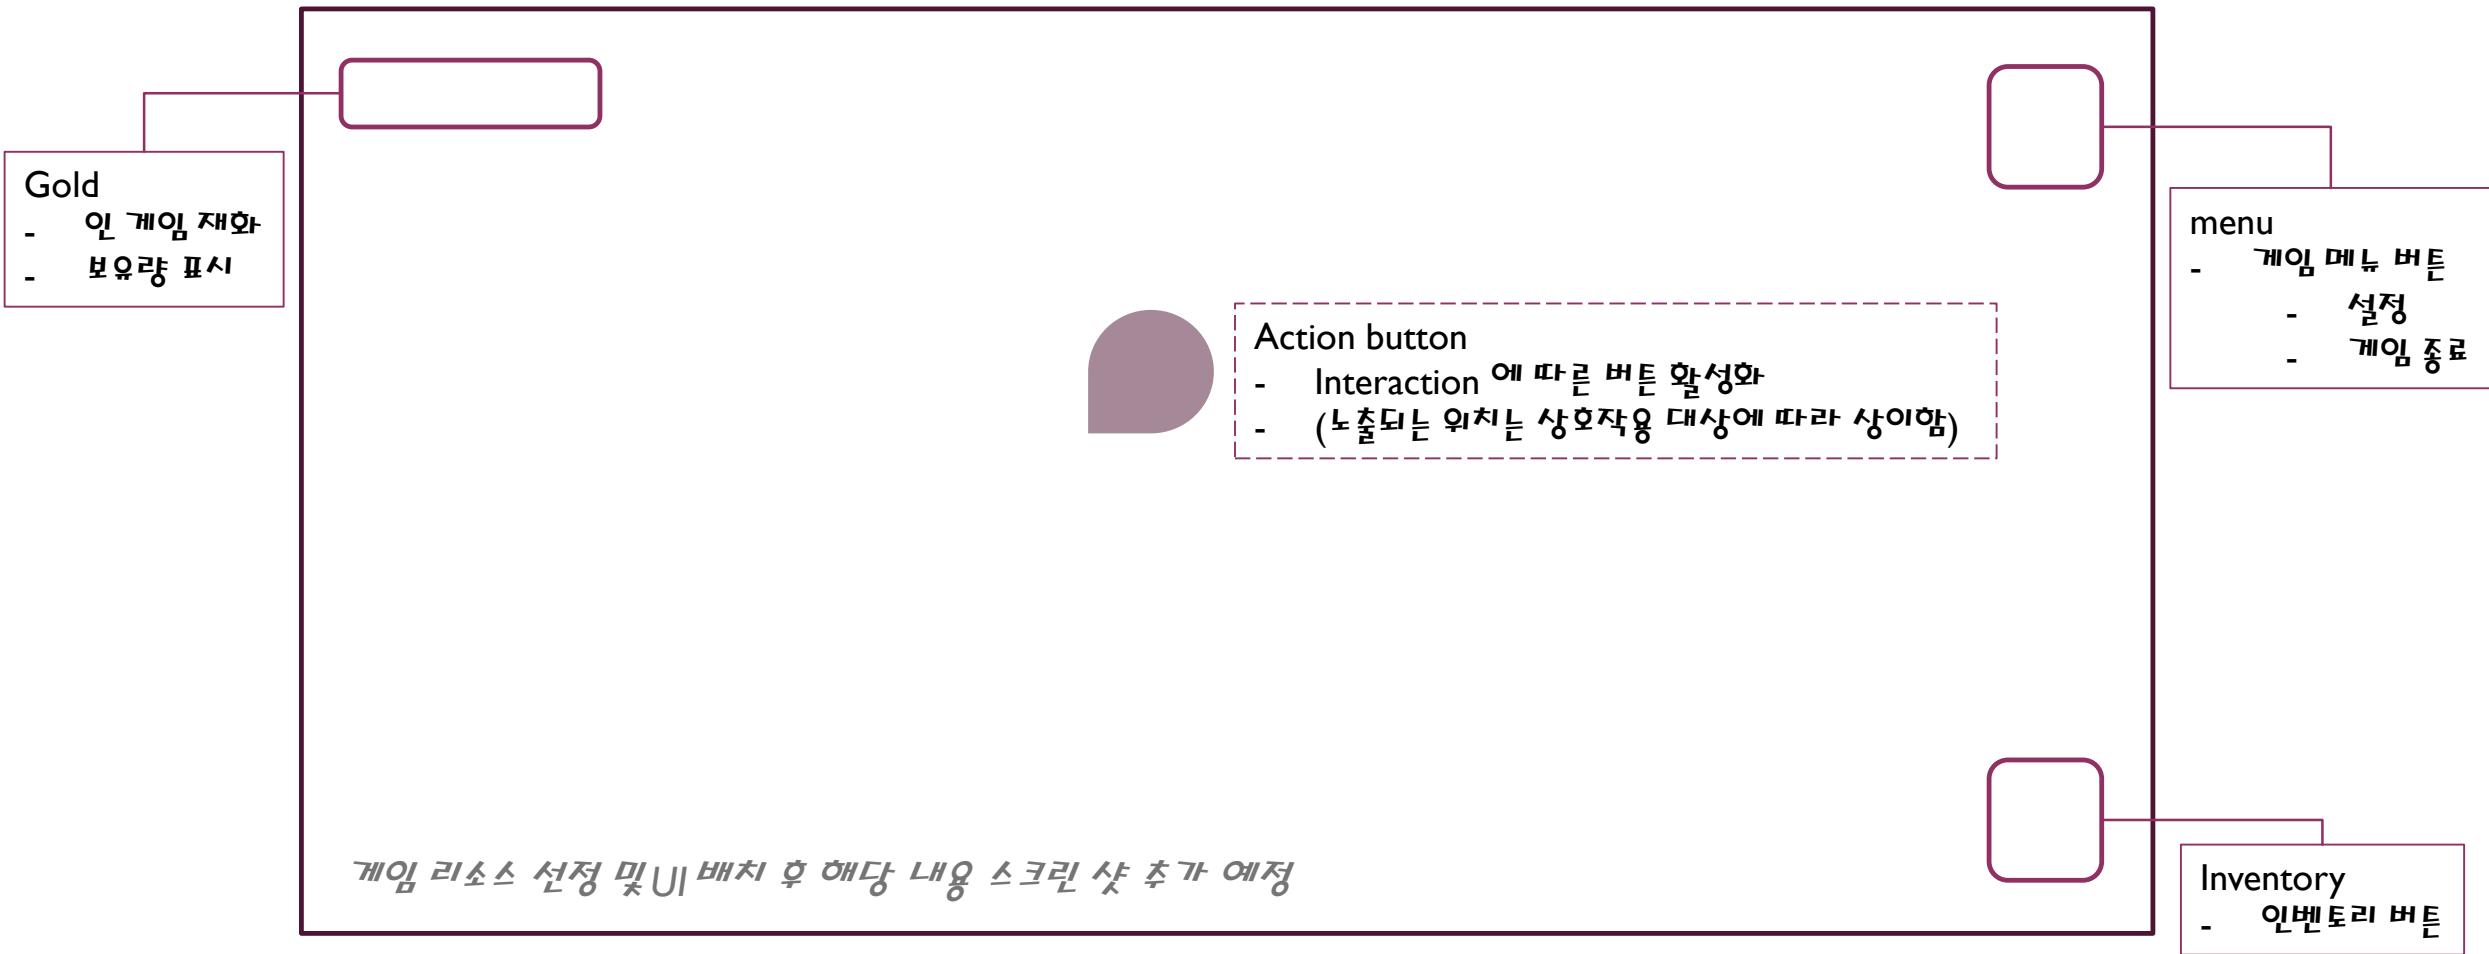 Gold
- 인 게임 재화
- 보유량 표시
menu
- 게임 메뉴 버튼
- 설정
- 게임 종료
Action button
- Interaction 에 따른 버튼 활성화
- (노출되는 위치는 상호작용 대상에 따라 상이함)
게임 리소스 선정 및 UI 배치 후 해당 내용 스크린 샷 추가 예정
Inventory
- 인벤토리 버튼